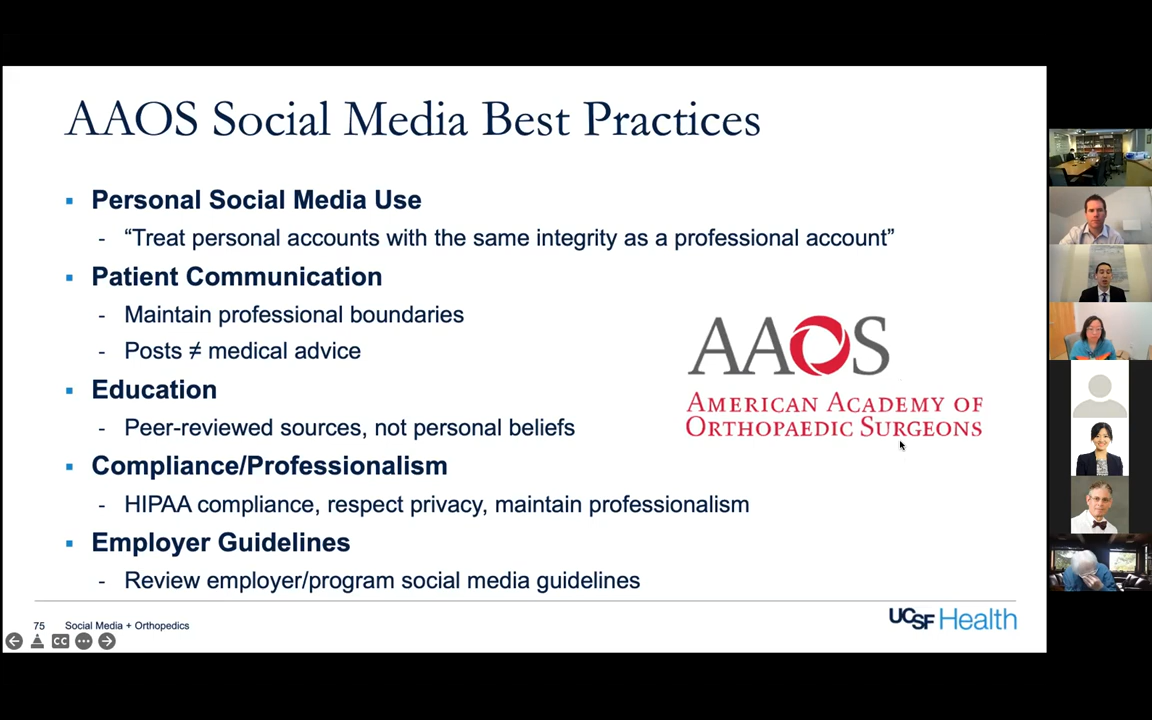 AAOS Social Media Best Practices
▪ Personal Social Media Use
- “Treat personal accounts with the same integrity as a professional account”
▪ Patient Communication
- Maintain professional boundaries
- Posts ≠ medical advice
▪ Education
- Peer-reviewed sources, not personal beliefs
▪ Compliance/Professionalism
- HIPAA compliance, respect privacy, maintain professionalism
▪ Employer Guidelines
- Review employer/program social media guidelines
AAOS
AMERICAN ACADEMY OF
ORTHOPAEDIC SURGEONS
75 Social Media + Orthopedics
UCSF Health
CC